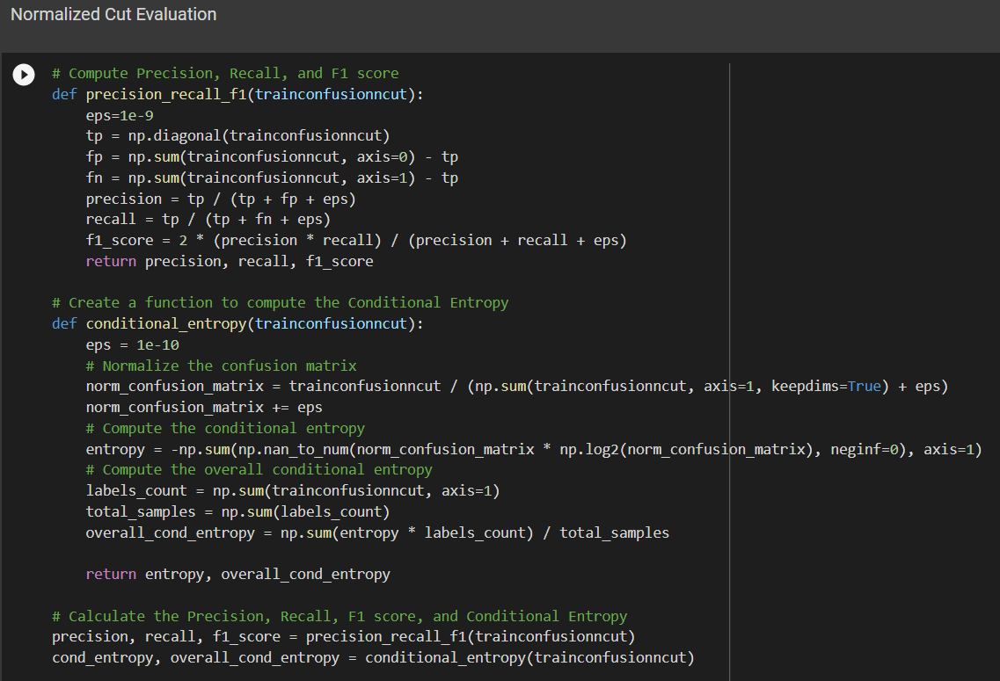 Normalized Cut Evaluation
# Compute Precision, Recall, and F1 score
def precision_recall_f1(trainconfusionncut):
    eps=1e-9
    tp = np.diagonal(trainconfusionncut)
    fp = np.sum(trainconfusionncut, axis=0) - tp
    fn = np.sum(trainconfusionncut, axis=1) - tp
    precision = tp / (tp + fp + eps)
    recall = tp / (tp + fn + eps)
    f1_score = 2 * (precision * recall) / (precision + recall + eps)
    return precision, recall, f1_score
# Create a function to compute the Conditional Entropy
def conditional_entropy(trainconfusionncut):
    eps = 1e-10
    # Normalize the confusion matrix
    norm_confusion_matrix = trainconfusionncut / (np.sum(trainconfusionncut, axis=1, keepdims=True) + eps)
    norm_confusion_matrix += eps
    # Compute the conditional entropy
    entropy = -np.sum(np.nan_to_num(norm_confusion_matrix * np.log2(norm_confusion_matrix), neginf=0), axis=1)
    # Compute the overall conditional entropy
    labels_count = np.sum(trainconfusionncut, axis=1)
    total_samples = np.sum(labels_count)
    overall_cond_entropy = np.sum(entropy * labels_count) / total_samples
    return entropy, overall_cond_entropy
# Calculate the Precision, Recall, F1 score, and Conditional Entropy
precision, recall, f1_score = precision_recall_f1(trainconfusionncut)
cond_entropy, overall_cond_entropy = conditional_entropy(trainconfusionncut)